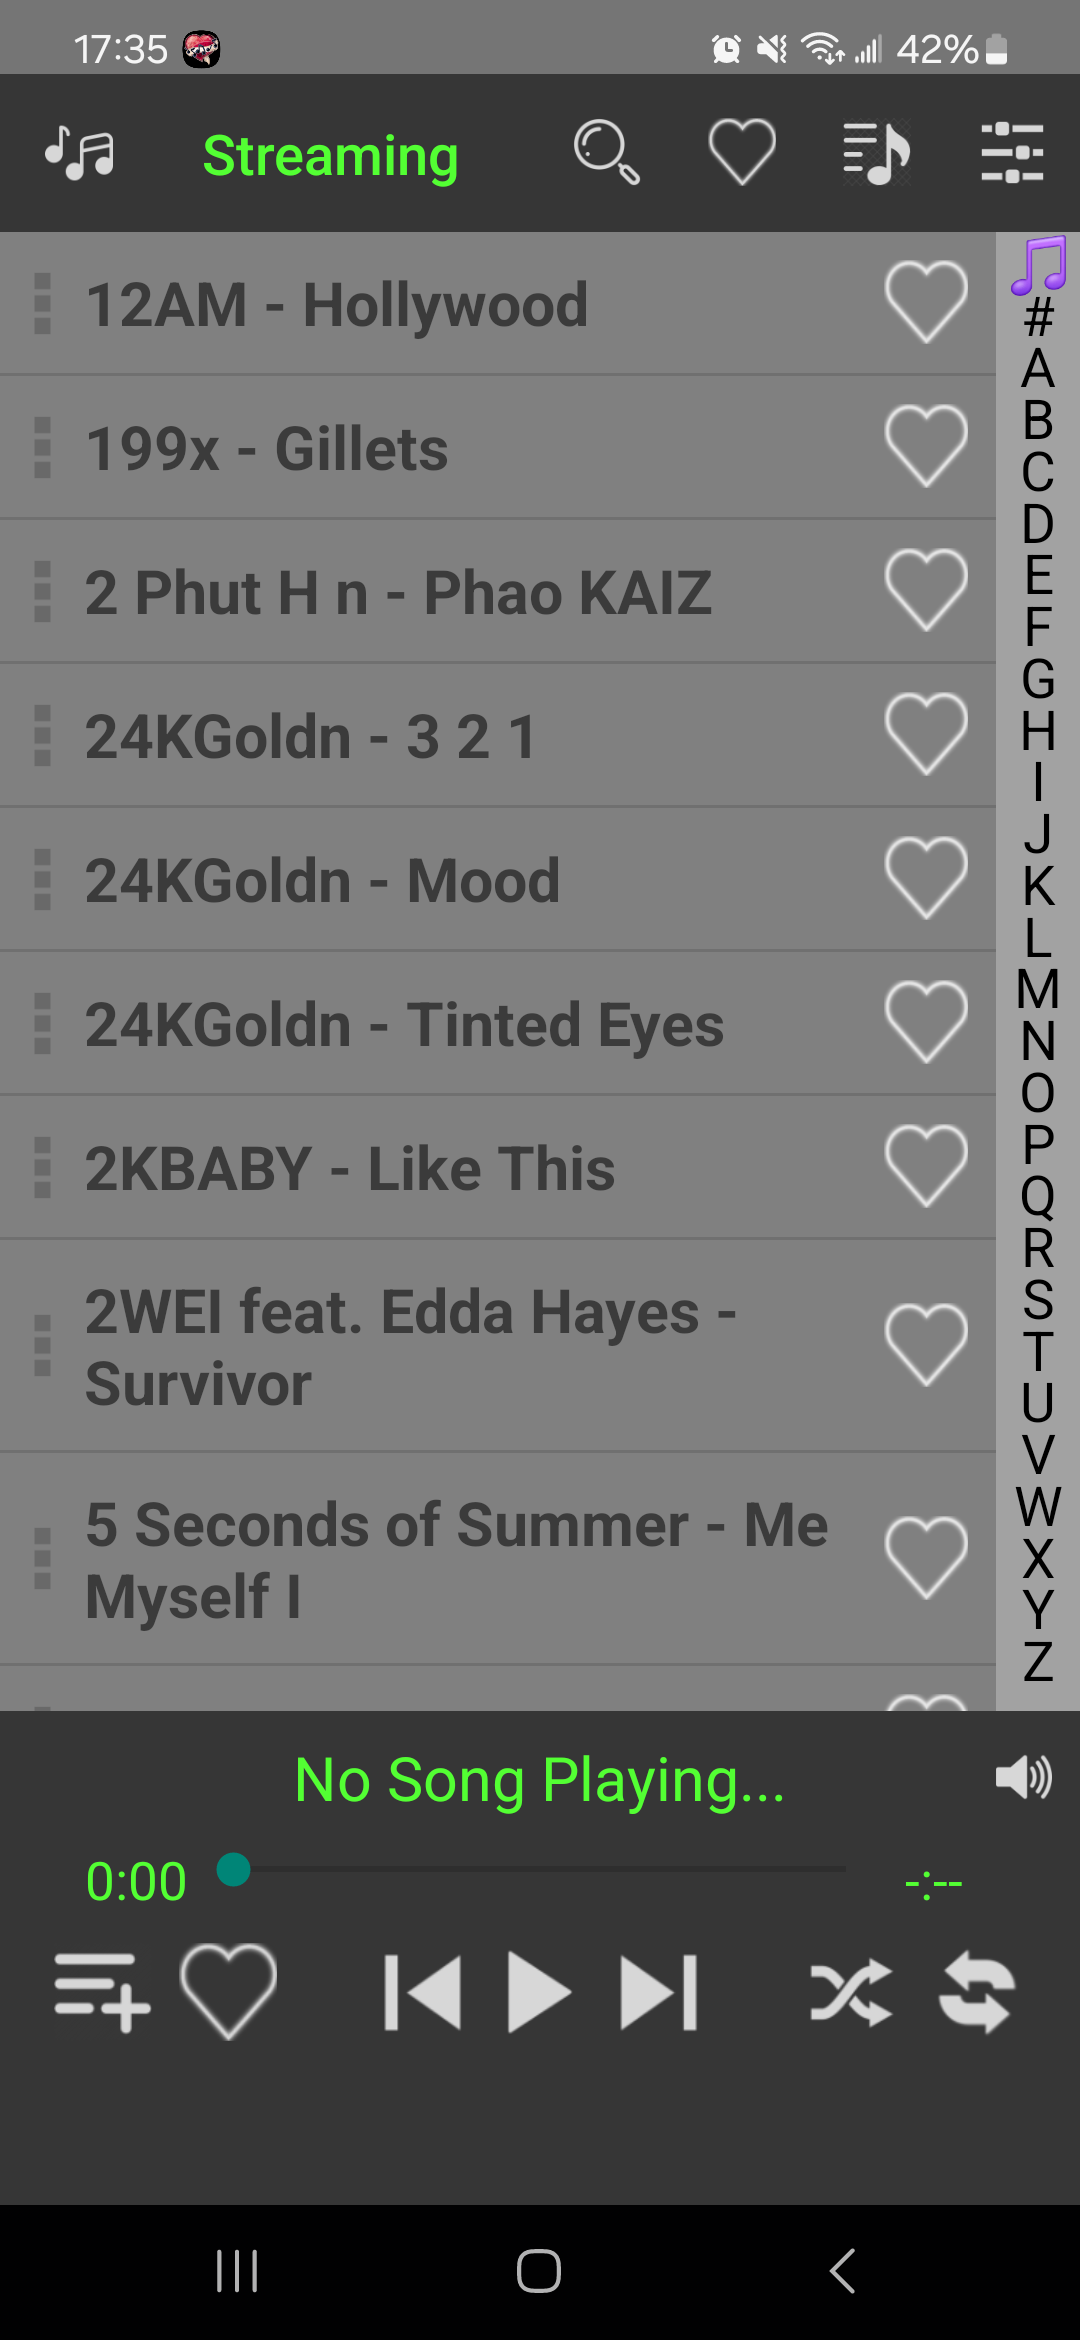 17:35 42%
Streaming
12AM - Hollywood
199x - Gillets
2 Phut H n - Phao KAIZ
24KGoldn - 3 2 1
24KGoldn - Mood
24KGoldn - Tinted Eyes
2KBABY - Like This
2WEI feat. Edda Hayes -
Survivor
5 Seconds of Summer - Me
Myself I
#
A
B
C
D
E
F
G
H
I
J
K
L
M
N
O
P
Q
R
S
T
U
V
W
X
Y
Z
No Song Playing...
0:00 -:--